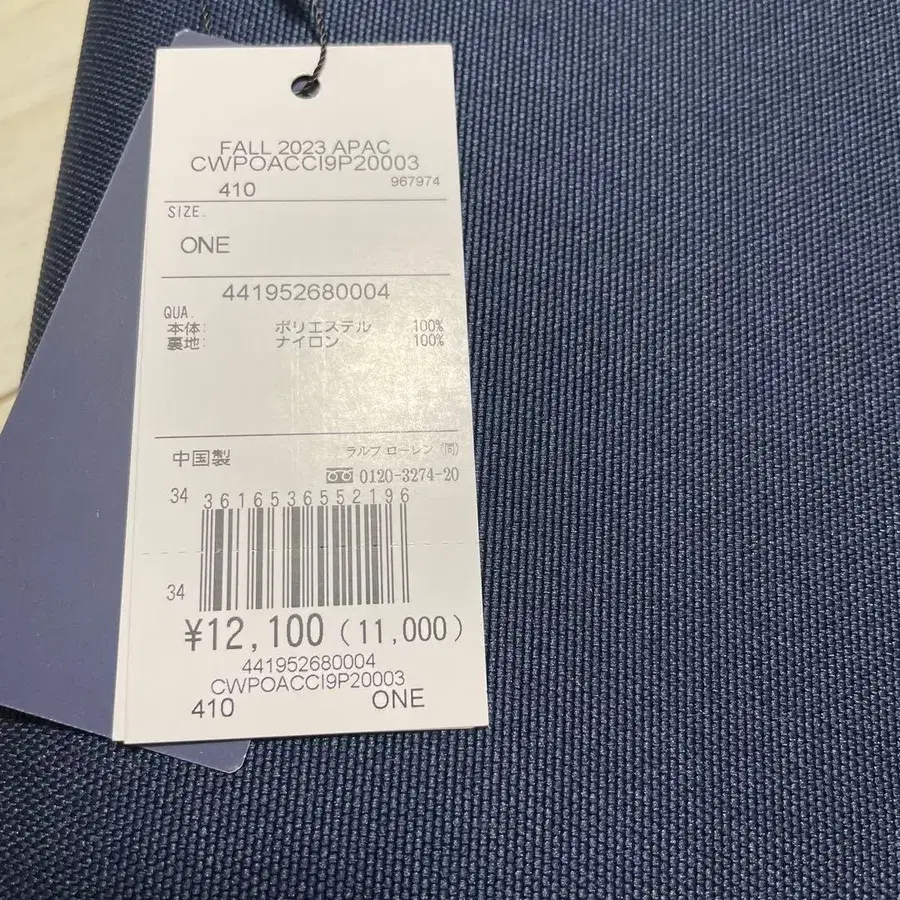 FALL 2023 APAC
CWPOACCI9P20003
410 967974
SIZE.
ONE
441952680004
QUA.
本体: ポリエステル 100%
裏地: ナイロン 100%
中国製 ラルフ ローレン (同)
0120-3274-20
34 3616536552196
34
¥12,100 (11,000)
441952680004
CWPOACCI9P20003
410 ONE